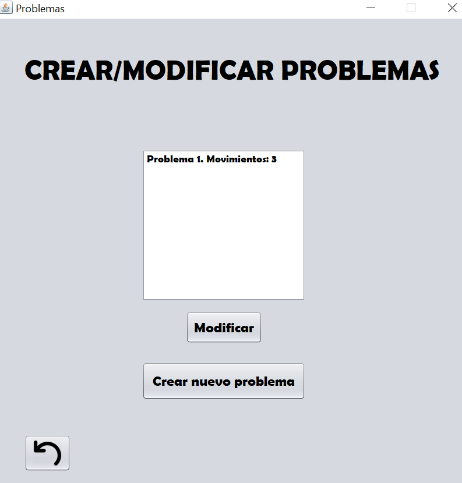 Problemas
CREAR/MODIFICAR PROBLEMAS
Problema 1. Movimientos: 3
Modificar
Crear nuevo problema